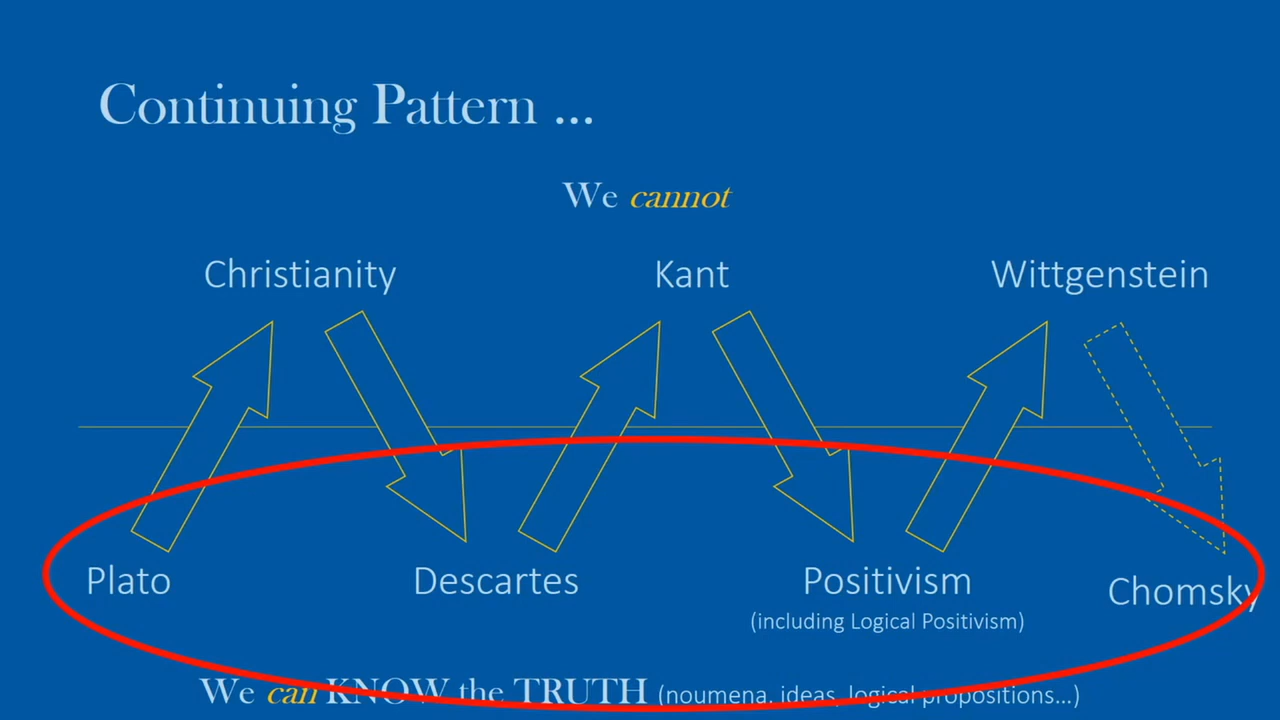 Continuing Pattern ...
We cannot
Christianity Kant Wittgenstein
Plato Descartes Positivism Chomsky
(including Logical Positivism)
We can KNOW the TRUTH (noumena, ideas, logical propositions...)